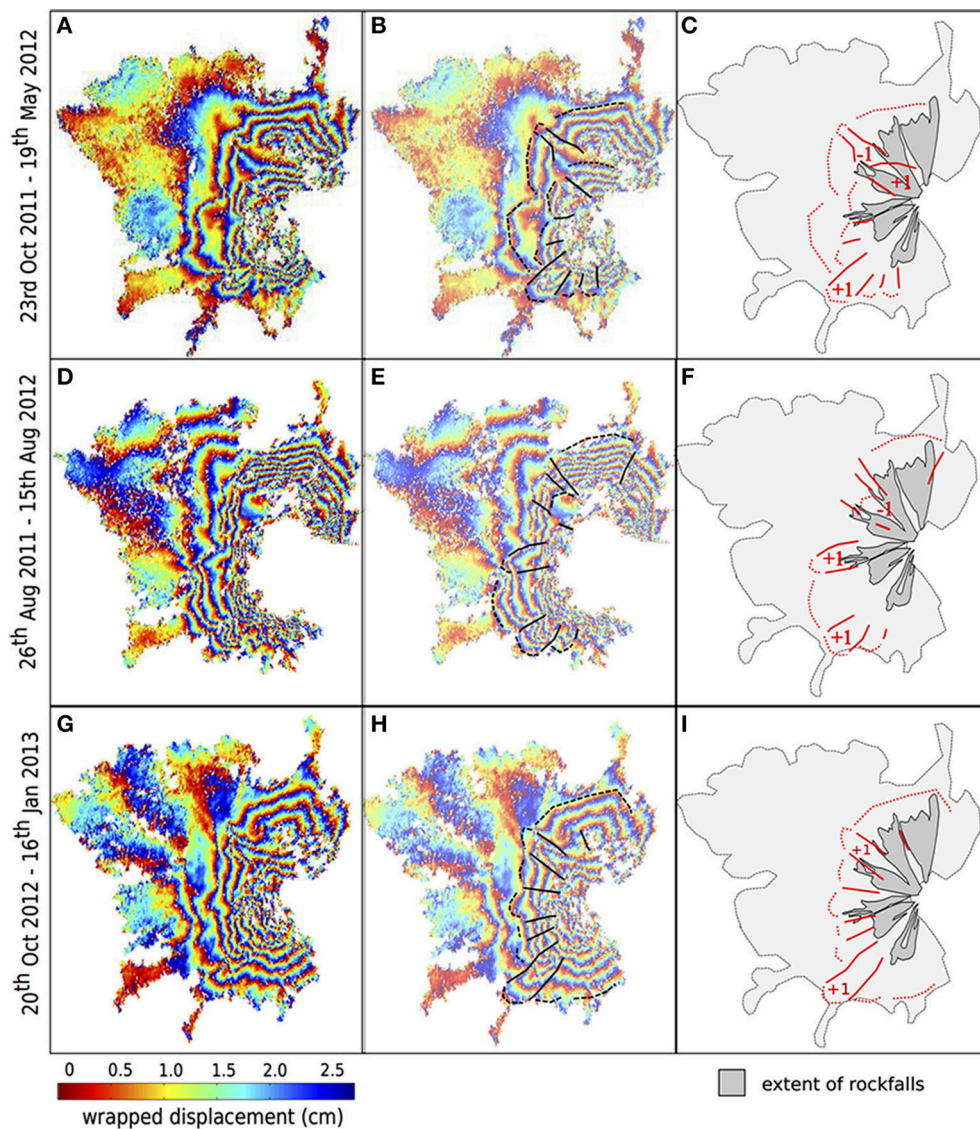 A
B
C
23rd Oct 2011 - 19th May 2012
-1
+1
+1
D
E
F
26th Aug 2011 - 15th Aug 2012
-1
+1
+1
G
H
I
20th Oct 2012 - 16th Jan 2013
+1
+1
0 0.5 1.0 1.5 2.0 2.5
wrapped displacement (cm)
extent of rockfalls